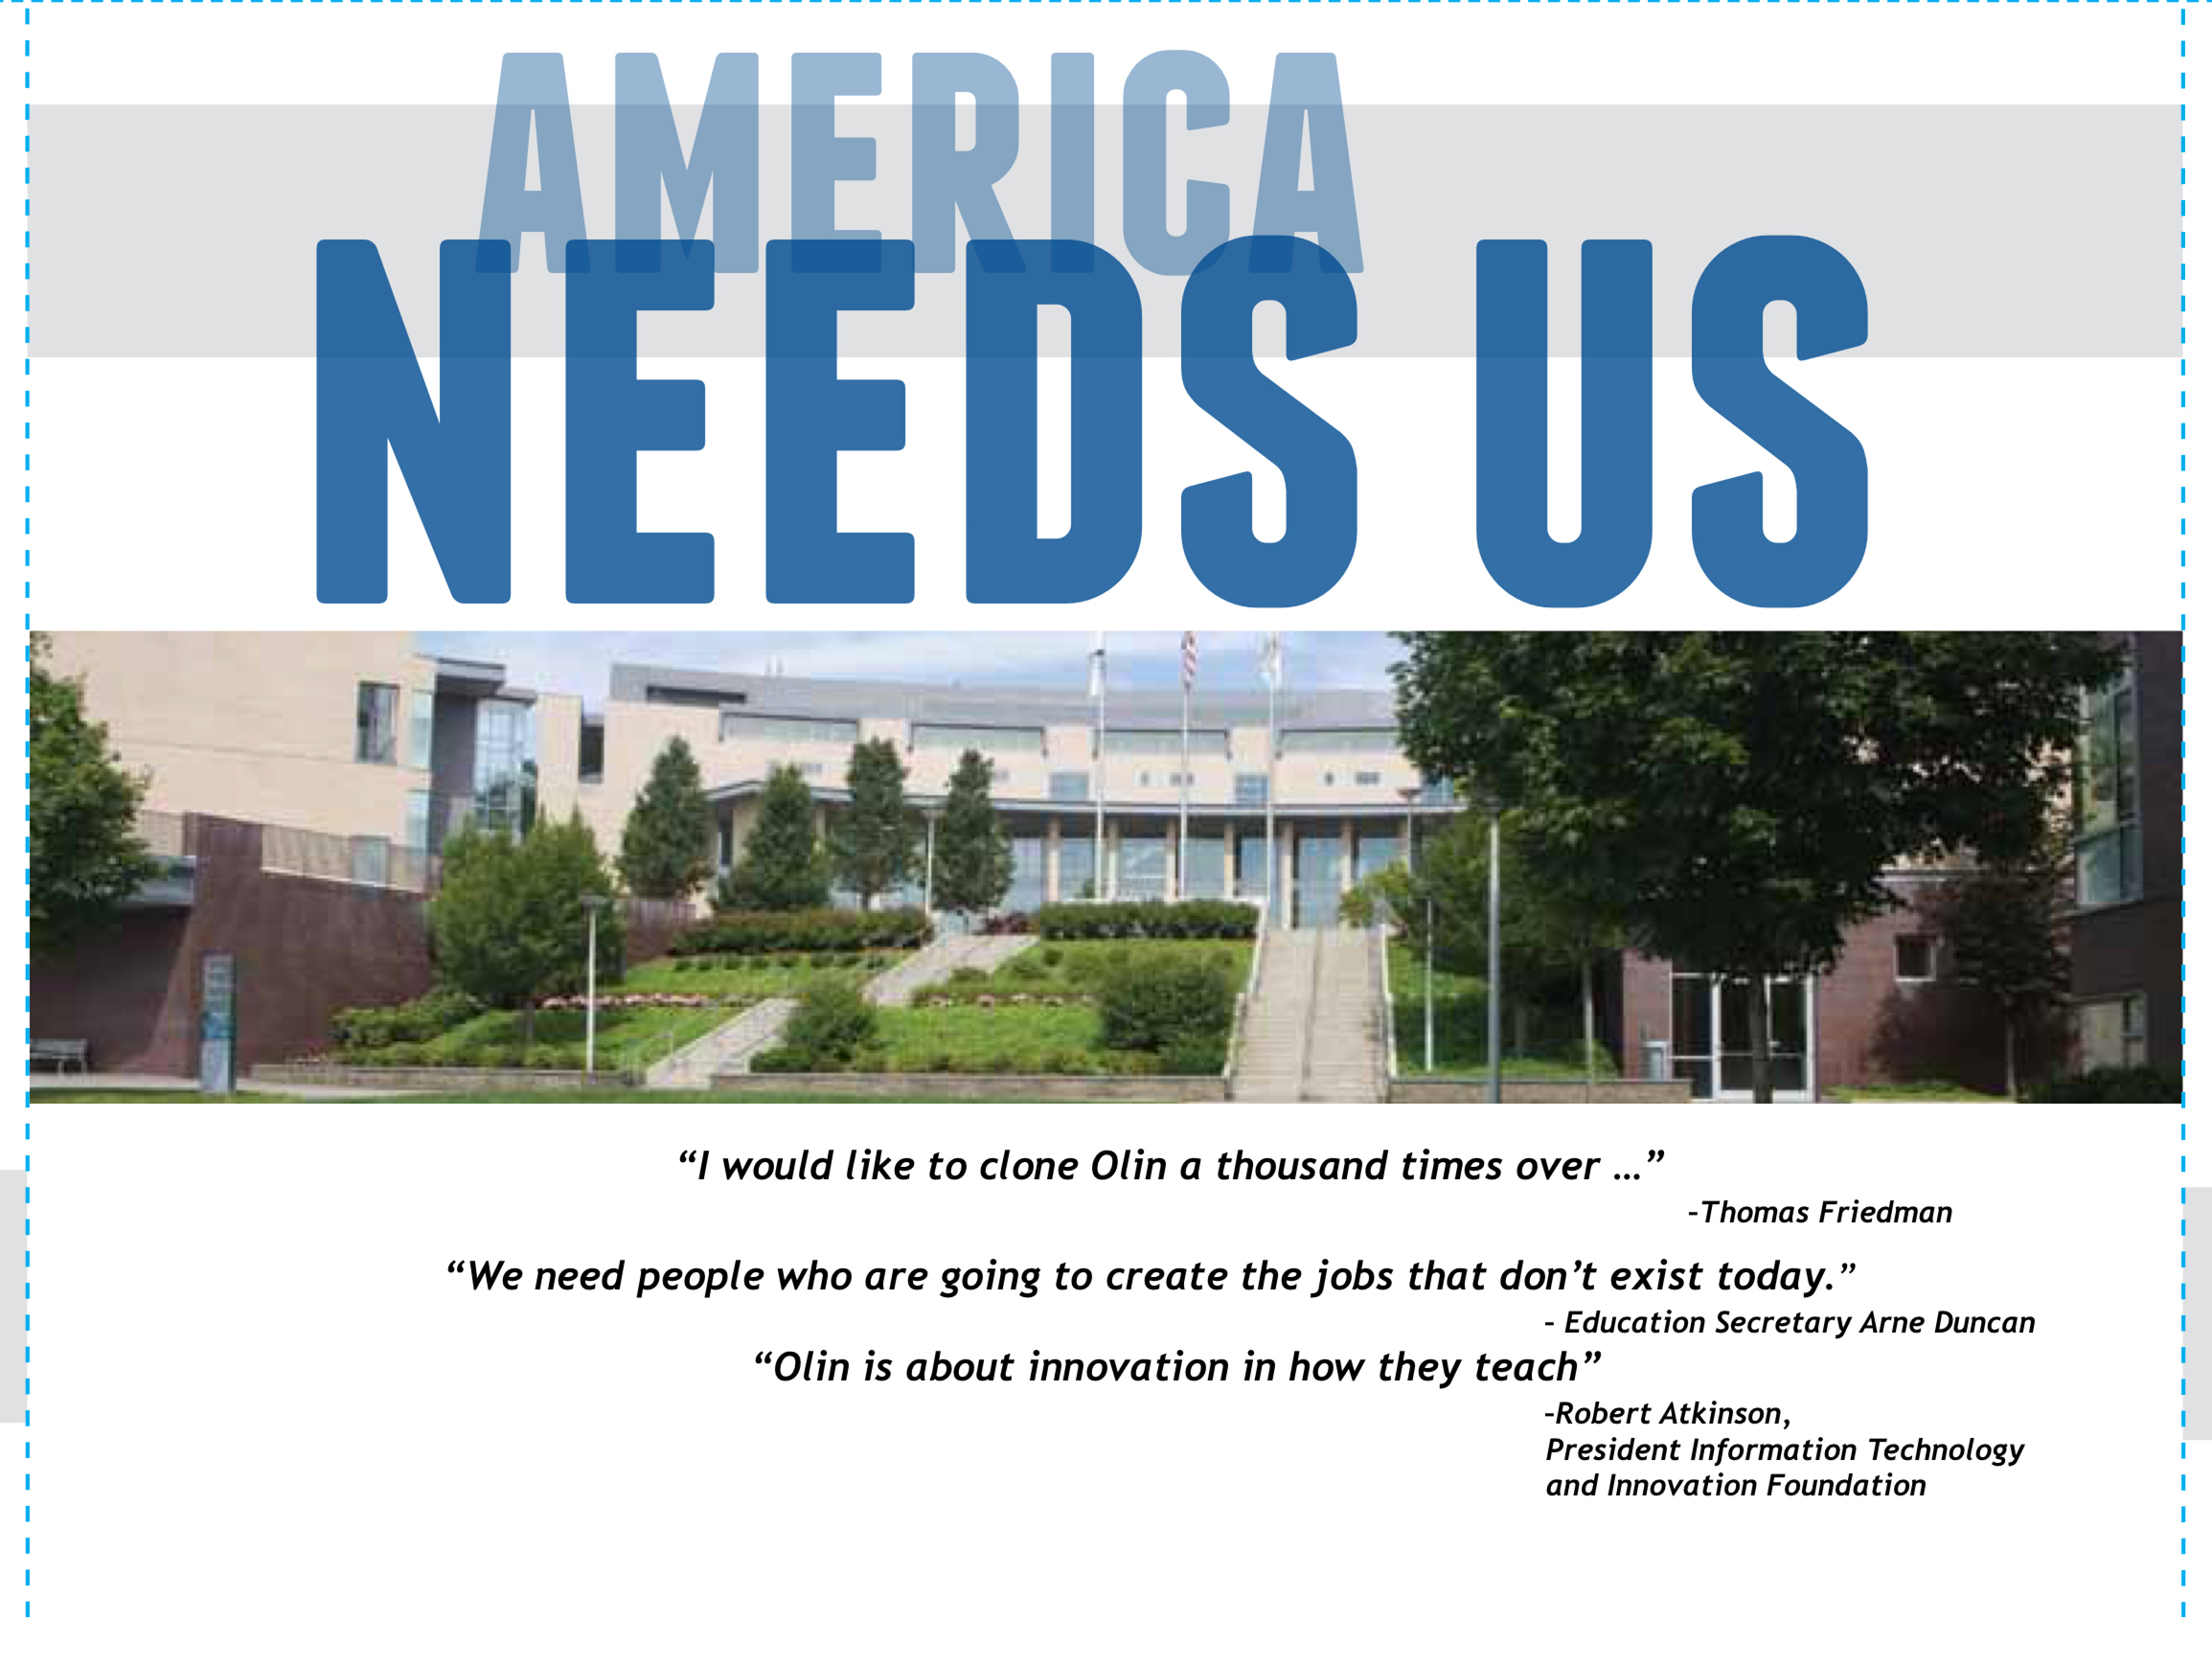 AMERICA
NEEDS US
“I would like to clone Olin a thousand times over …”
–Thomas Friedman
“We need people who are going to create the jobs that don’t exist today.”
– Education Secretary Arne Duncan
“Olin is about innovation in how they teach”
–Robert Atkinson,
President Information Technology
and Innovation Foundation